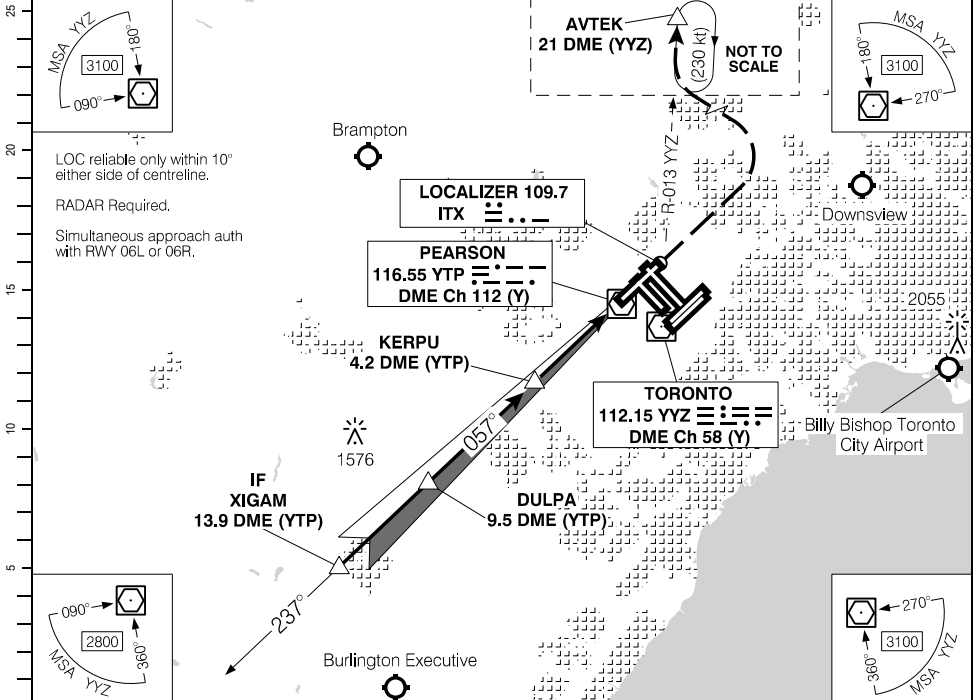 25
20
15
10
5
MSA YYZ
180°
3100
090°
AVTEK
21 DME (YYZ)
(230 kt)
NOT TO
SCALE
MSA YYZ
180°
3100
270°
LOC reliable only within 10°
either side of centreline.
RADAR Required.
Simultaneous approach auth
with RWY 06L or 06R.
Brampton
LOCALIZER 109.7
ITX
R-013 YYZ
Downsview
PEARSON
116.55 YTP
DME Ch 112 (Y)
2055
KERPU
4.2 DME (YTP)
TORONTO
112.15 YYZ
DME Ch 58 (Y)
Billy Bishop Toronto
City Airport
1576
057°
IF
XIGAM
13.9 DME (YTP)
DULPA
9.5 DME (YTP)
237°
090°
2800
360°
MSA YYZ
Burlington Executive
270°
3100
360°
MSA YYZ